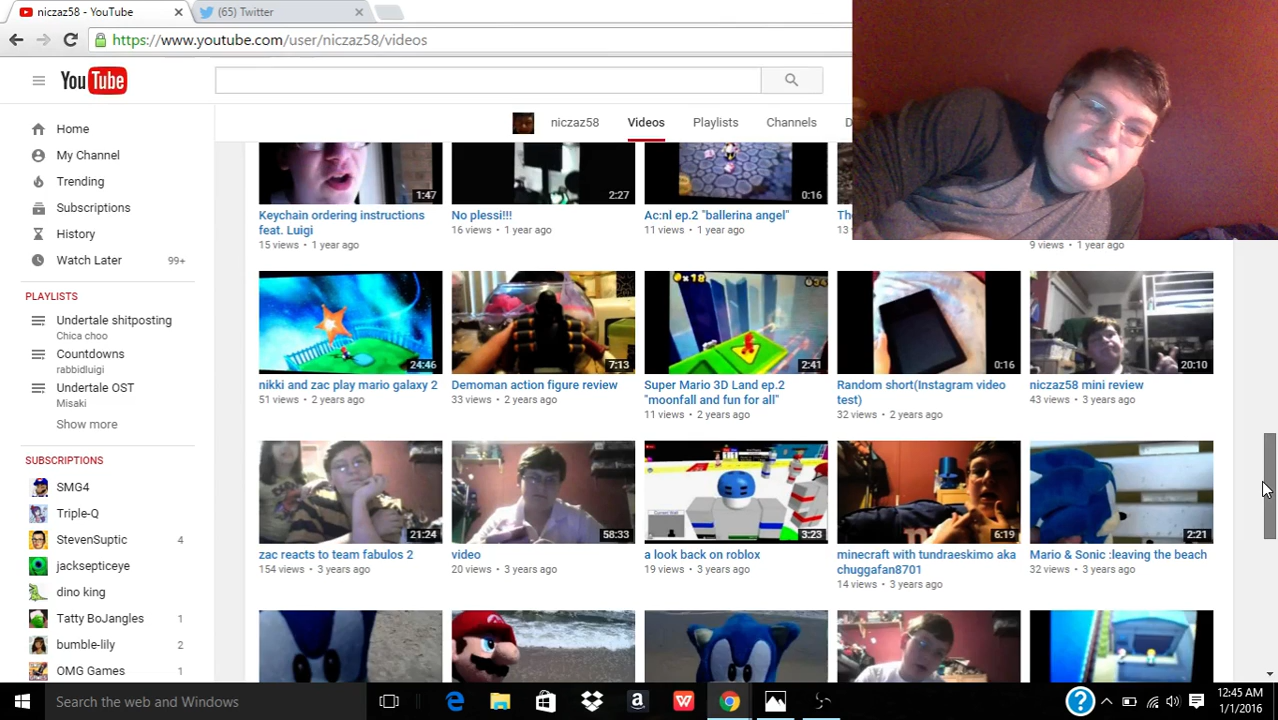 niczaz58 - YouTube
(65) Twitter
https://www.youtube.com/user/niczaz58/videos
YouTube
niczaz58 Videos Playlists Channels D
Home
My Channel
Trending
Subscriptions
History
Watch Later 99+
PLAYLISTS
Undertale shitposting
Chica choo
Countdowns
rabbidluigi
Undertale OST
Misaki
Show more
SUBSCRIPTIONS
SMG4
Triple-Q
StevenSuptic 4
jacksepticeye
dino king
Tatty BoJangles 1
bumble-lily 2
OMG Games 1
1:47
Keychain ordering instructions
feat. Luigi
15 views • 1 year ago
2:27
No plessi!!!
16 views • 1 year ago
0:16
Ac:nl ep.2 "ballerina angel"
11 views • 1 year ago
The
13
9 views • 1 year ago
24:46
nikki and zac play mario galaxy 2
51 views • 2 years ago
7:13
Demoman action figure review
33 views • 2 years ago
18
2:41
Super Mario 3D Land ep.2
"moonfall and fun for all"
11 views • 2 years ago
0:16
Random short(Instagram video
test)
32 views • 2 years ago
20:10
niczaz58 mini review
43 views • 3 years ago
21:24
zac reacts to team fabulos 2
154 views • 3 years ago
58:33
video
20 views • 3 years ago
3:23
a look back on roblox
19 views • 3 years ago
6:19
minecraft with tundraeskimo aka
chuggafan8701
14 views • 3 years ago
2:21
Mario & Sonic :leaving the beach
32 views • 3 years ago
Search the web and Windows
12:45 AM
1/1/2016